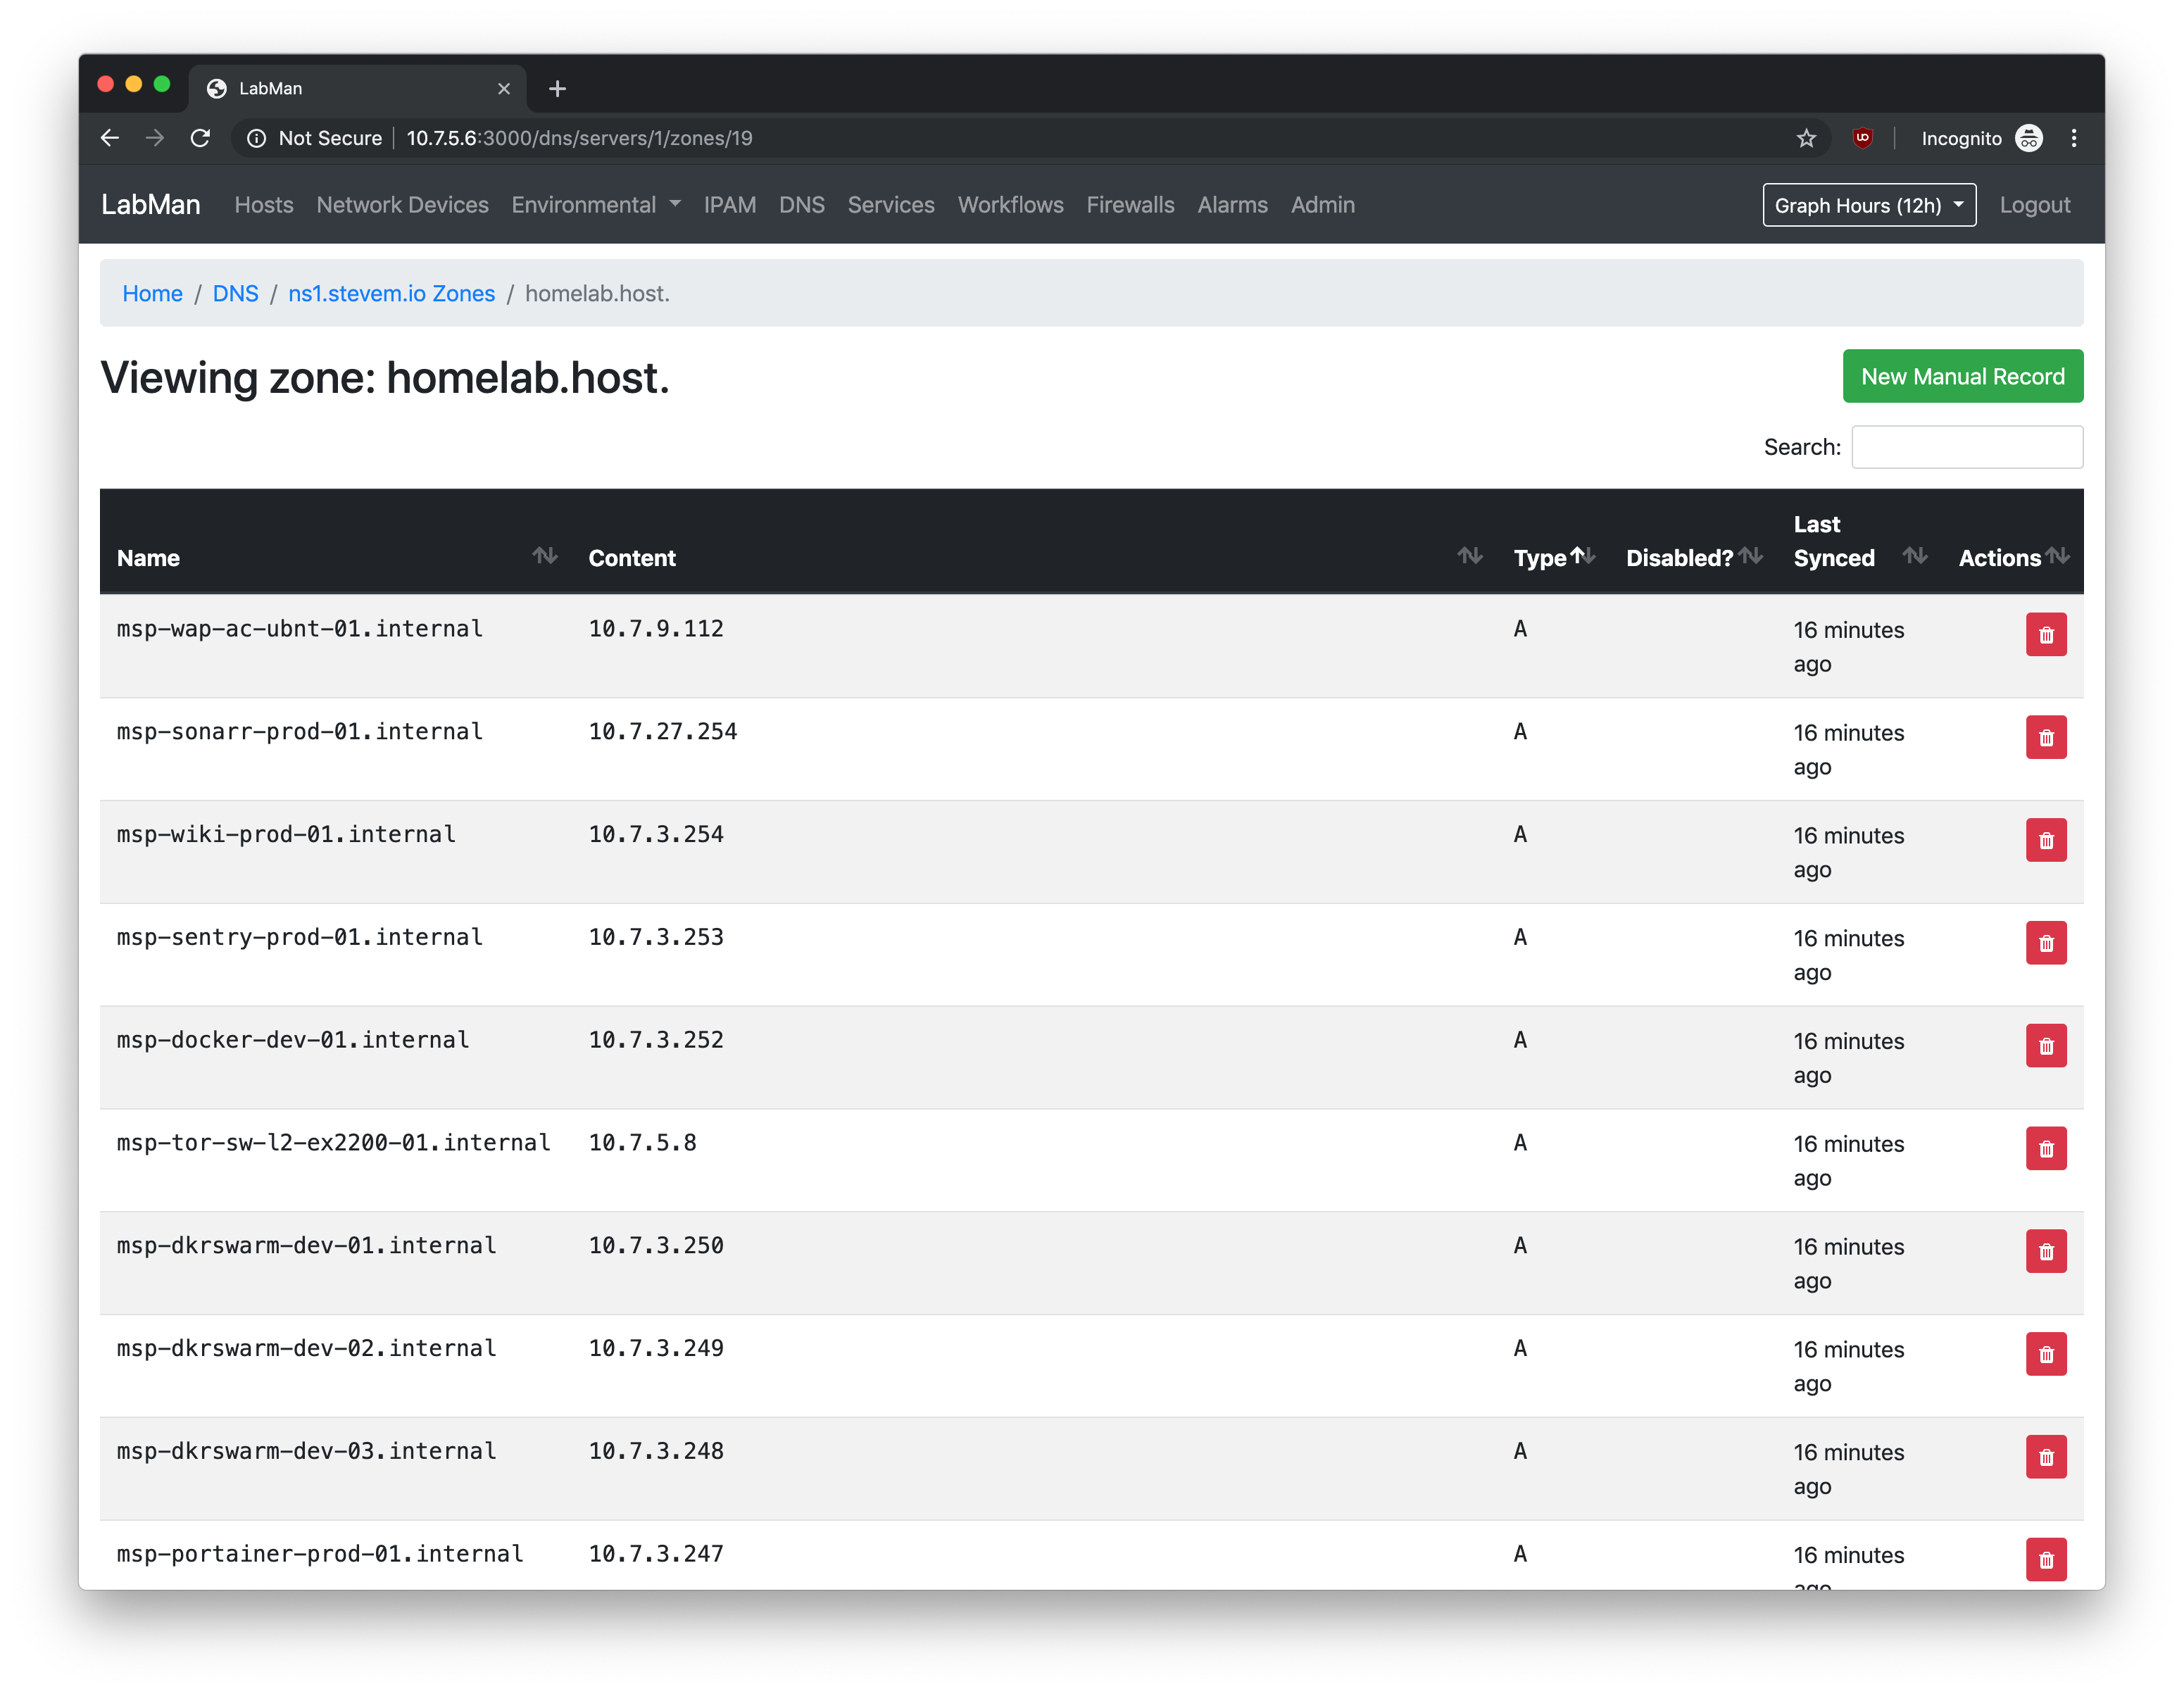 LabMan
Not Secure 10.7.5.6:3000/dns/servers/1/zones/19 Incognito
LabMan Hosts Network Devices Environmental IPAM DNS Services Workflows Firewalls Alarms Admin Graph Hours (12h) Logout
Home / DNS / ns1.stevem.io Zones / homelab.host.
Viewing zone: homelab.host. New Manual Record
Search:
Name Content Type Disabled? Last Synced Actions
msp-wap-ac-ubnt-01.internal 10.7.9.112 A 16 minutes
ago
msp-sonarr-prod-01.internal 10.7.27.254 A 16 minutes
ago
msp-wiki-prod-01.internal 10.7.3.254 A 16 minutes
ago
msp-sentry-prod-01.internal 10.7.3.253 A 16 minutes
ago
msp-docker-dev-01.internal 10.7.3.252 A 16 minutes
ago
msp-tor-sw-l2-ex2200-01.internal 10.7.5.8 A 16 minutes
ago
msp-dkrswarm-dev-01.internal 10.7.3.250 A 16 minutes
ago
msp-dkrswarm-dev-02.internal 10.7.3.249 A 16 minutes
ago
msp-dkrswarm-dev-03.internal 10.7.3.248 A 16 minutes
ago
msp-portainer-prod-01.internal 10.7.3.247 A 16 minutes
ago